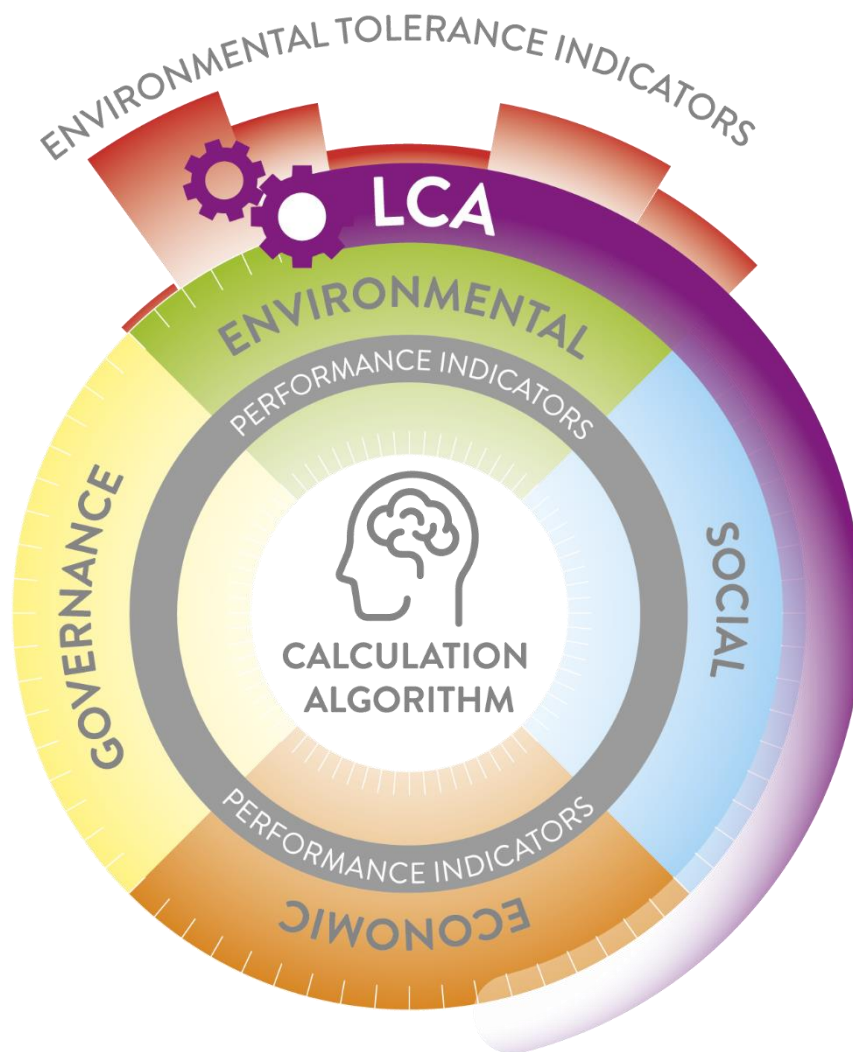 ENVIRONMENTAL TOLERANCE INDICATORS
LCA
ENVIRONMENTAL
PERFORMANCE INDICATORS
GOVERNANCE
SOCIAL
CALCULATION
ALGORITHM
PERFORMANCE INDICATORS
ECONOMIC